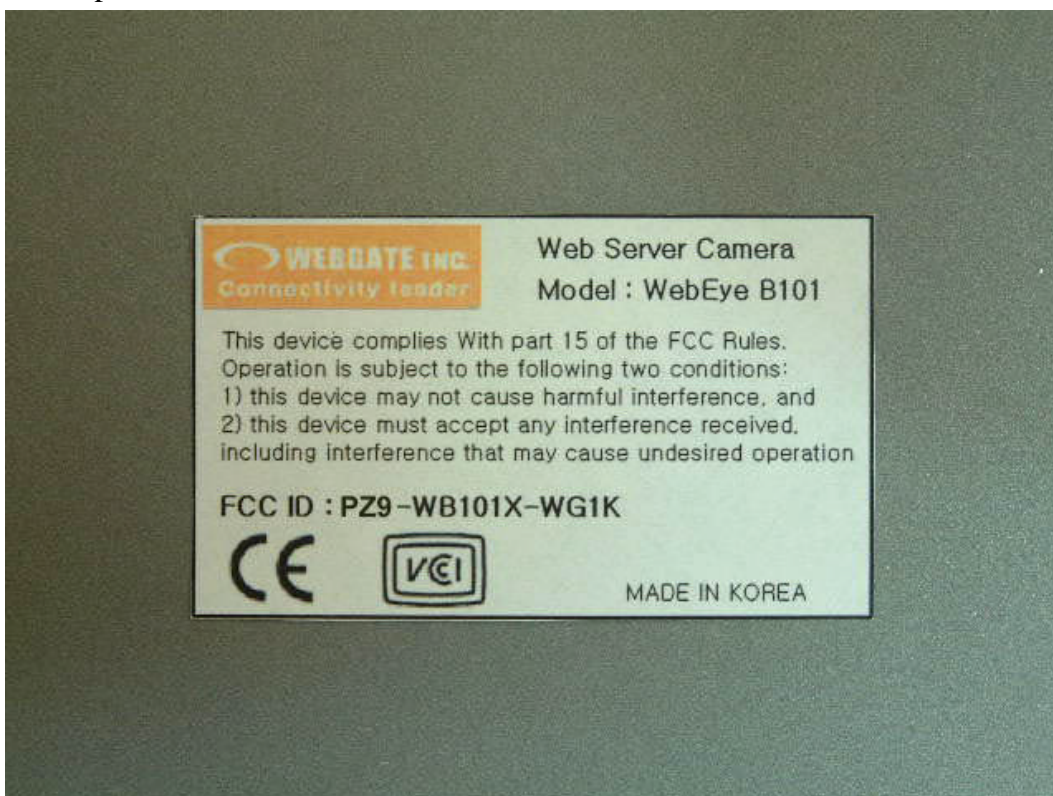 WEBGATE INC.
Connectivity leader
Web Server Camera
Model : WebEye B101
This device complies With part 15 of the FCC Rules.
Operation is subject to the following two conditions:
1) this device may not cause harmful interference, and
2) this device must accept any interference received,
including interference that may cause undesired operation
FCC ID : PZ9-WB101X-WG1K
CE
VCCI
MADE IN KOREA